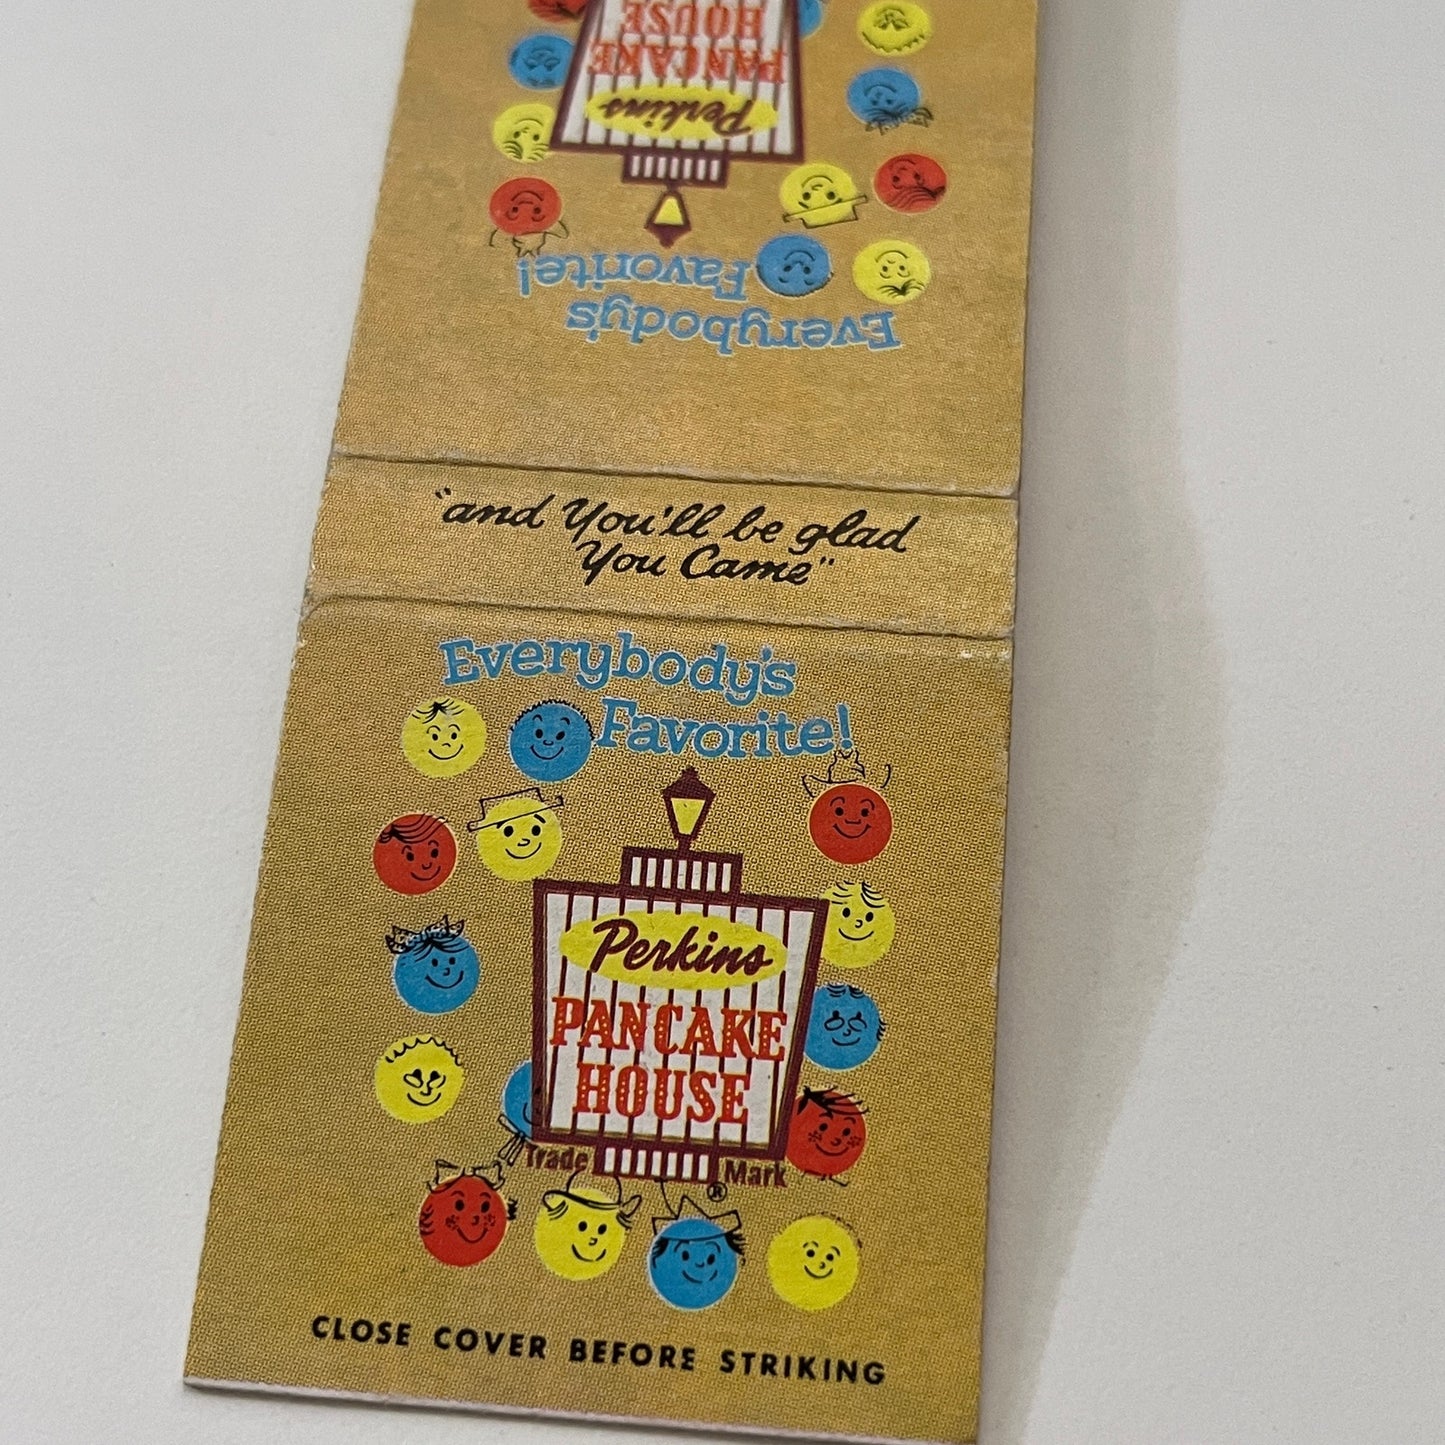 HOUSE
PANCAKE
Perkins
Favorite!
Everybody's
"and You'll be glad
You Came"
Everybody's
Favorite!
Perkins
PANCAKE
HOUSE
Trade Mark
®
CLOSE COVER BEFORE STRIKING